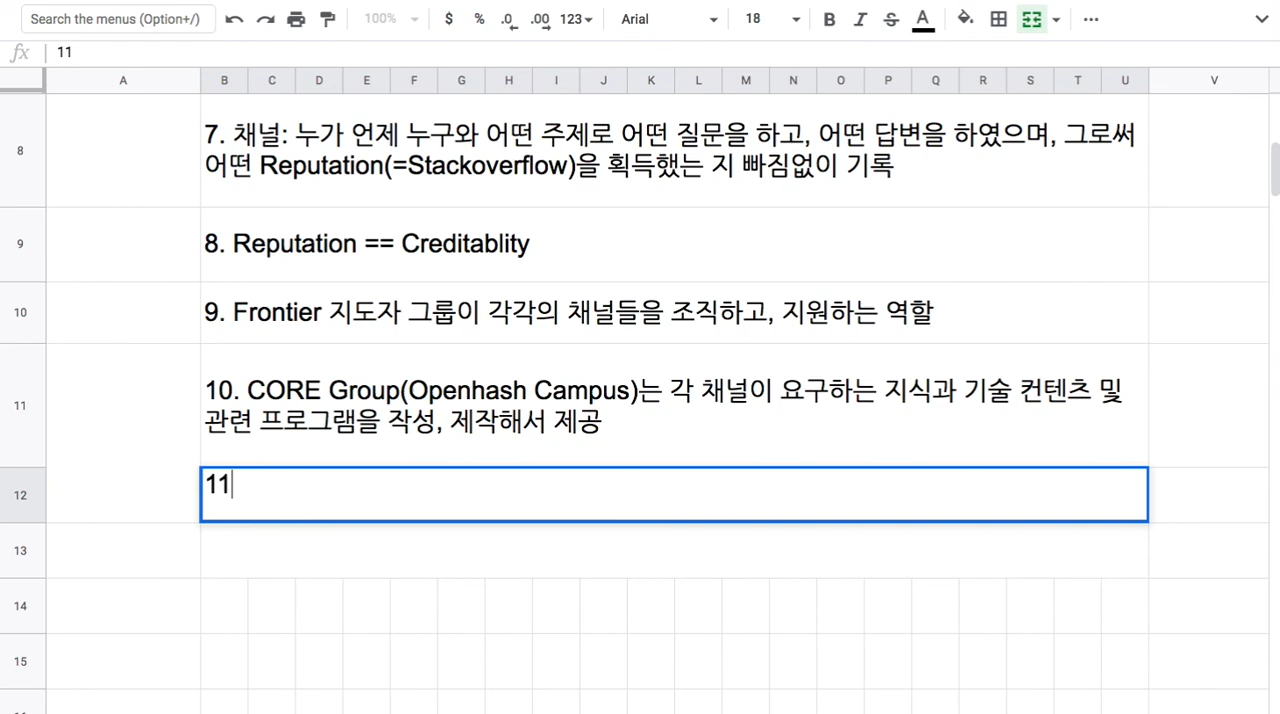 Search the menus (Option+/) 100% $ % .0 .00 123 Arial 18 B I S A
fx 11
A B C D E F G H I J K L M N O P Q R S T U V
8 7. 채널: 누가 언제 누구와 어떤 주제로 어떤 질문을 하고, 어떤 답변을 하였으며, 그로써
어떤 Reputation(=Stackoverflow)을 획득했는 지 빠짐없이 기록
9 8. Reputation == Creditablity
10 9. Frontier 지도자 그룹이 각각의 채널들을 조직하고, 지원하는 역할
11 10. CORE Group(Openhash Campus)는 각 채널이 요구하는 지식과 기술 컨텐츠 및
관련 프로그램을 작성, 제작해서 제공
12 11
13
14
15